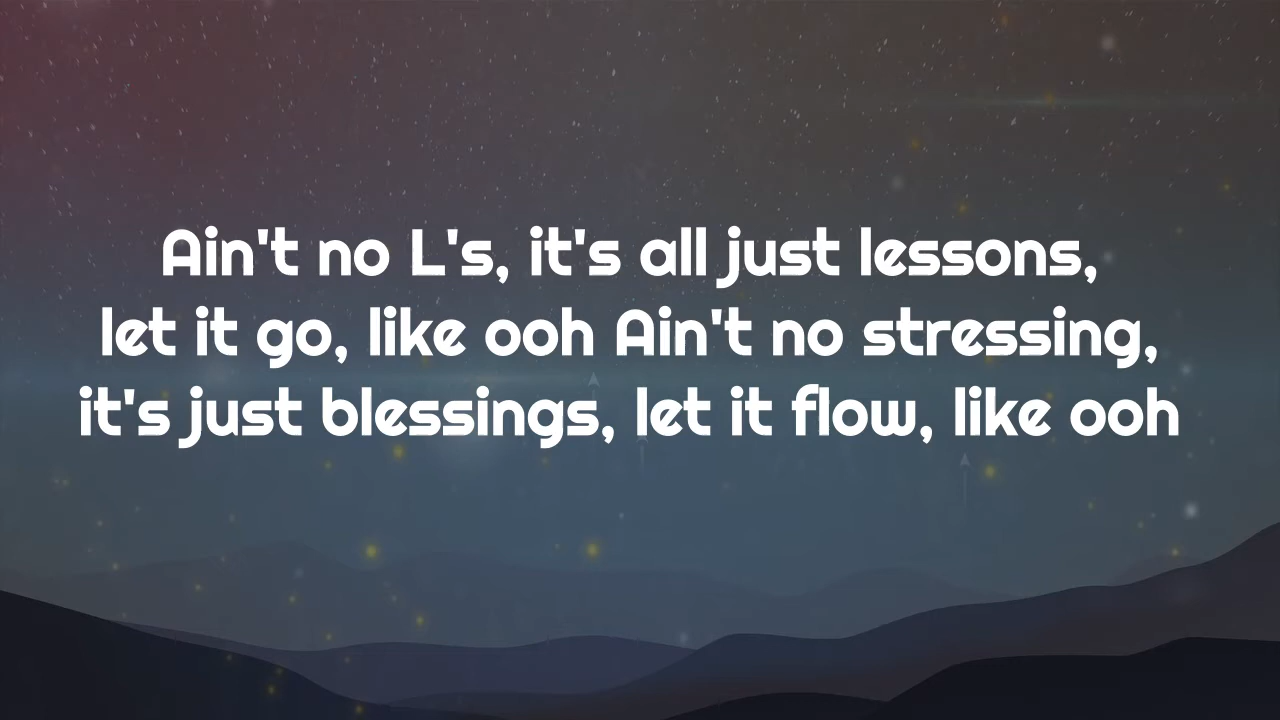 Ain't no L's, it's all just lessons,
let it go, like ooh Ain't no stressing,
it's just blessings, let it flow, like ooh